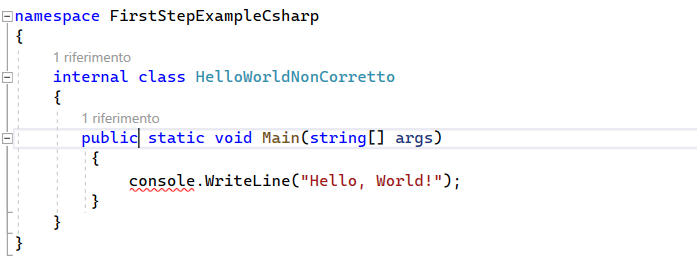 namespace FirstStepExampleCsharp
{
1 riferimento
internal class HelloWorldNonCorretto
{
1 riferimento
public static void Main(string[] args)
{
console.WriteLine("Hello, World!");
}
}
}